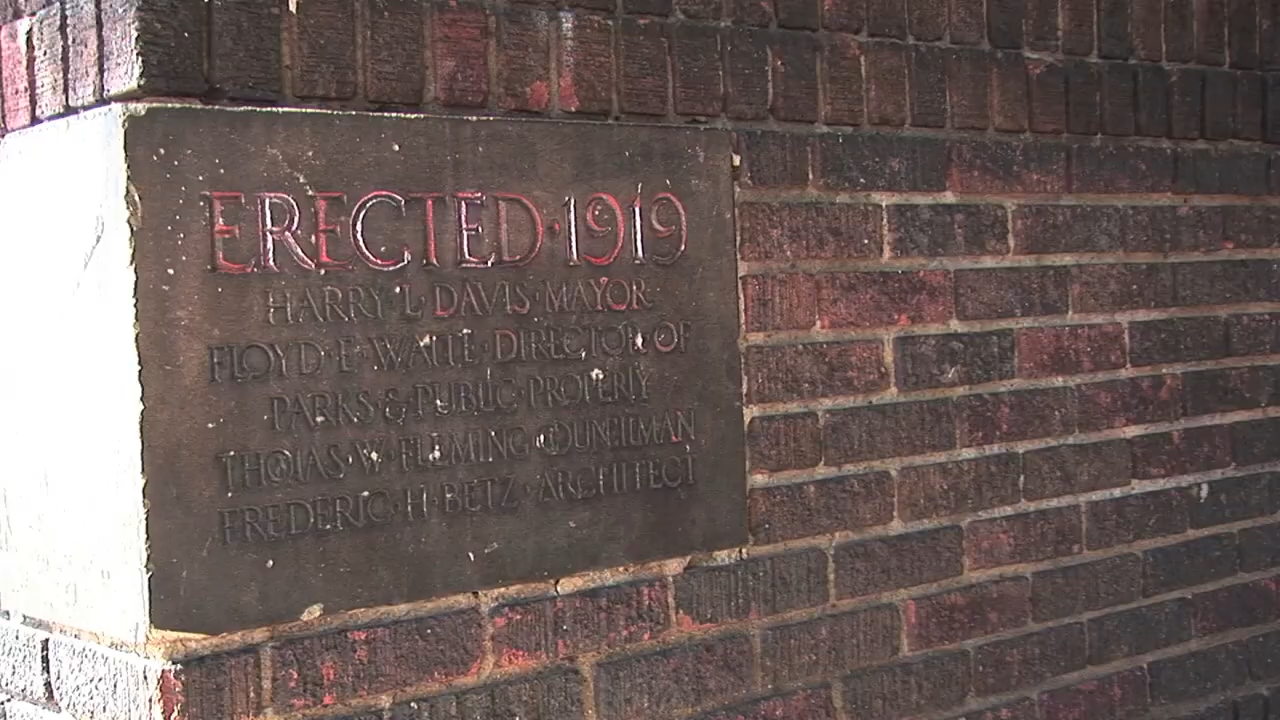 ERECTED·1919
HARRY·L·DAVIS·MAYOR
FLOYD·E·WAITE·DIRECTOR·OF
PARKS·&·PUBLIC·PROPERTY
THOMAS·W·FLEMING·COUNCILMAN
FREDERIC·H·BETZ·ARCHITECT